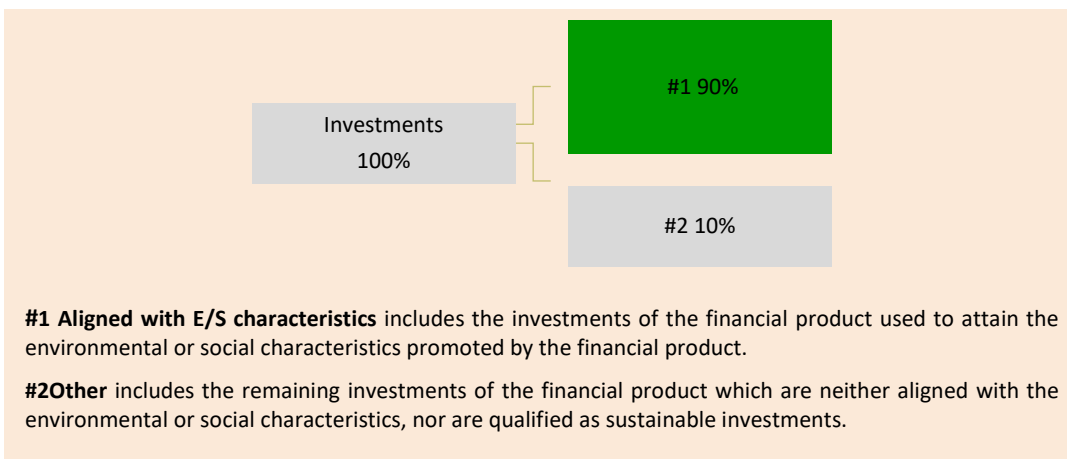 #1 90%
Investments
100%
#2 10%
#1 Aligned with E/S characteristics includes the investments of the financial product used to attain the
environmental or social characteristics promoted by the financial product.
#2Other includes the remaining investments of the financial product which are neither aligned with the
environmental or social characteristics, nor are qualified as sustainable investments.